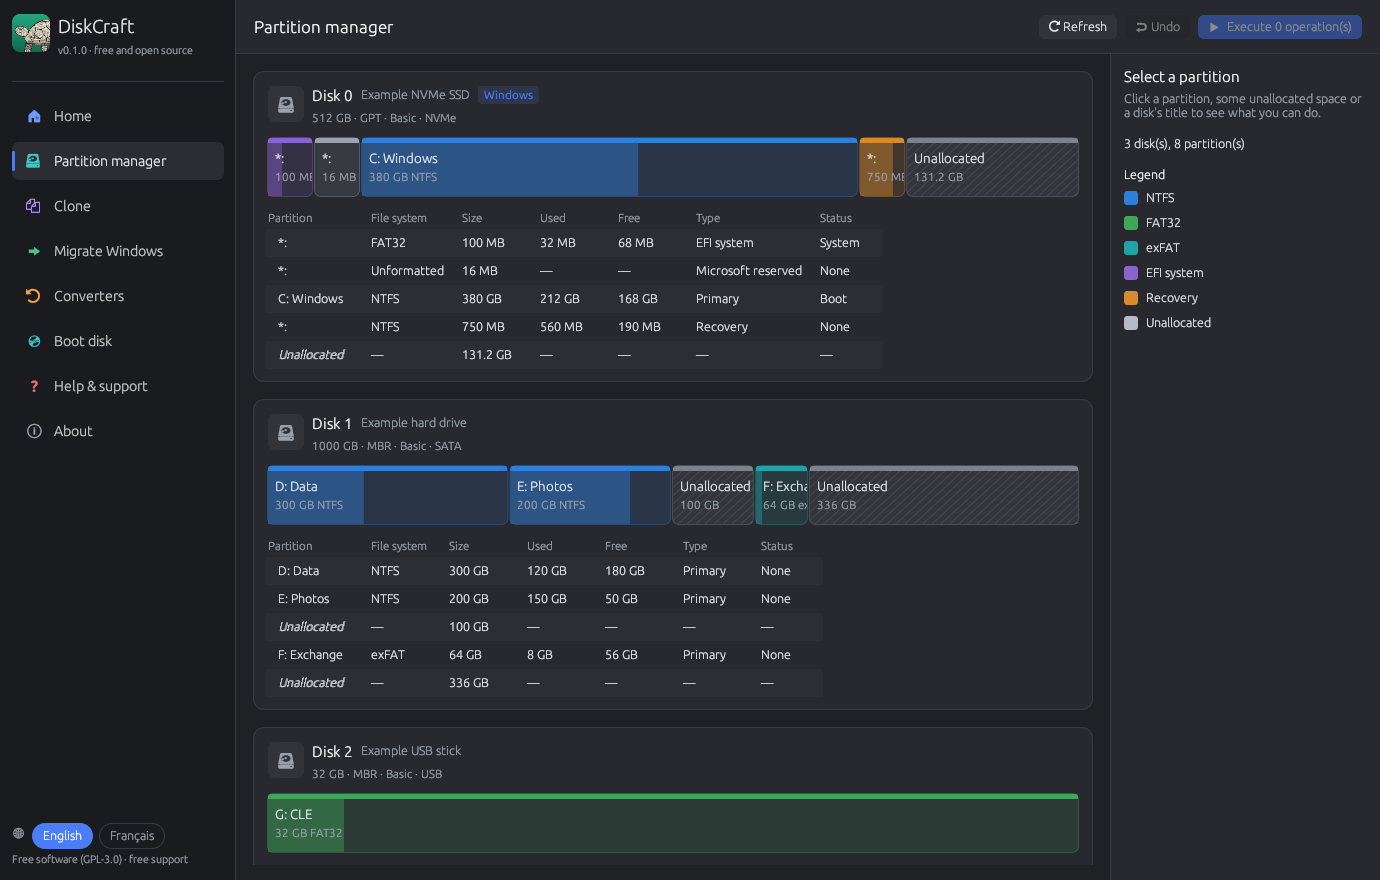 DiskCraft
v0.1.0 · free and open source
Home
Partition manager
Clone
Migrate Windows
Converters
Boot disk
Help & support
About
English Français
Free software (GPL-3.0) · free support
Partition manager
Refresh Undo Execute 0 operation(s)
Disk 0 Example NVMe SSD Windows
512 GB · GPT · Basic · NVMe
*: *: C: Windows *: Unallocated
100 MB 16 MB 380 GB NTFS 750 MB 131.2 GB
Partition File system Size Used Free Type Status
*: FAT32 100 MB 32 MB 68 MB EFI system System
*: Unformatted 16 MB — — Microsoft reserved None
C: Windows NTFS 380 GB 212 GB 168 GB Primary Boot
*: NTFS 750 MB 560 MB 190 MB Recovery None
Unallocated — 131.2 GB — — — —
Disk 1 Example hard drive
1000 GB · MBR · Basic · SATA
D: Data E: Photos Unallocated F: Excha Unallocated
300 GB NTFS 200 GB NTFS 100 GB 64 GB ex 336 GB
Partition File system Size Used Free Type Status
D: Data NTFS 300 GB 120 GB 180 GB Primary None
E: Photos NTFS 200 GB 150 GB 50 GB Primary None
Unallocated — 100 GB — — — —
F: Exchange exFAT 64 GB 8 GB 56 GB Primary None
Unallocated — 336 GB — — — —
Disk 2 Example USB stick
32 GB · MBR · Basic · USB
G: CLE
32 GB FAT32
Select a partition
Click a partition, some unallocated space or
a disk's title to see what you can do.
3 disk(s), 8 partition(s)
Legend
NTFS
FAT32
exFAT
EFI system
Recovery
Unallocated